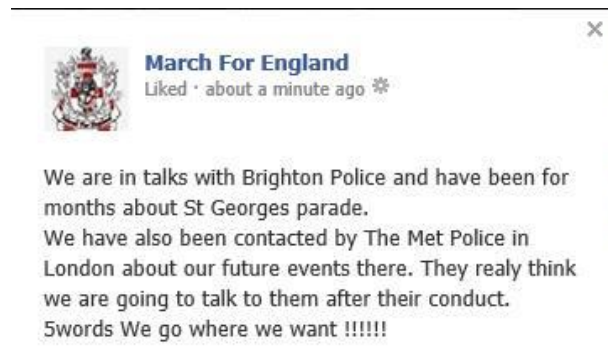 March For England
Liked · about a minute ago
We are in talks with Brighton Police and have been for
months about St Georges parade.
We have also been contacted by The Met Police in
London about our future events there. They realy think
we are going to talk to them after their conduct.
5words We go where we want !!!!!!